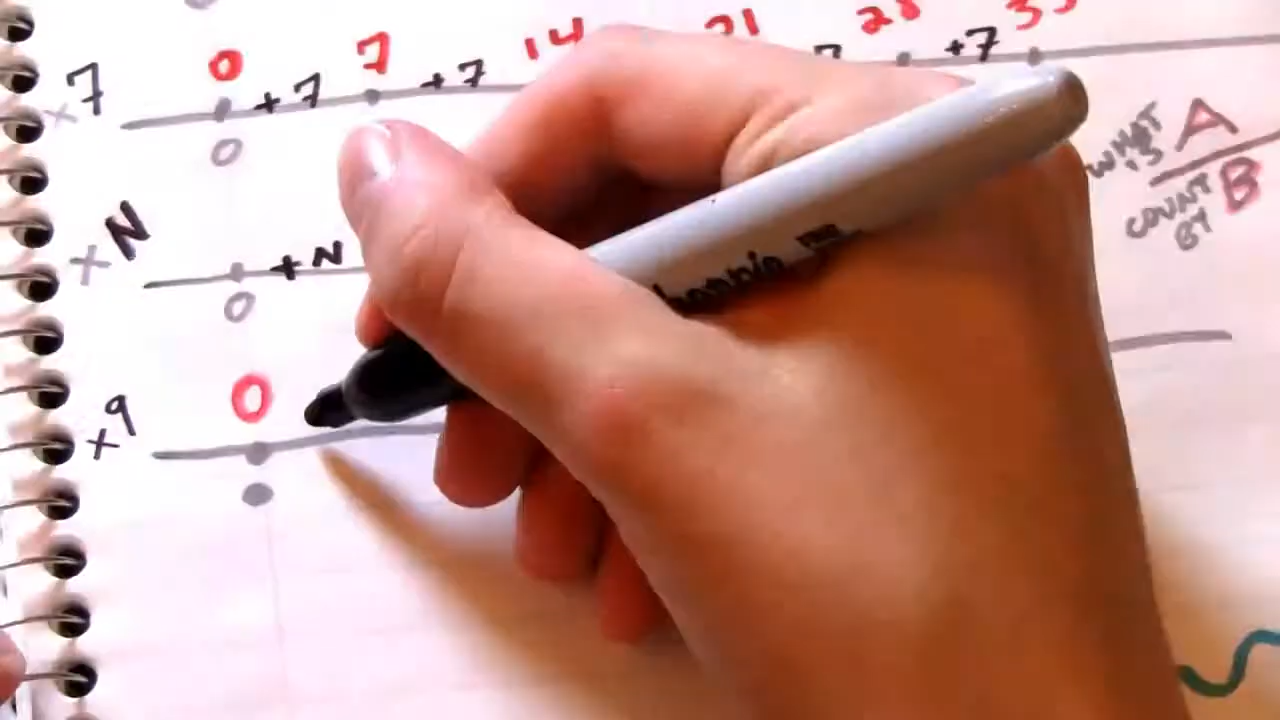 0 7 14 21 28 35
×7 +7 +7 7 +7
0
WHAT IS A
COUNT BY B
×N +N
0
Sharpie
0
×9